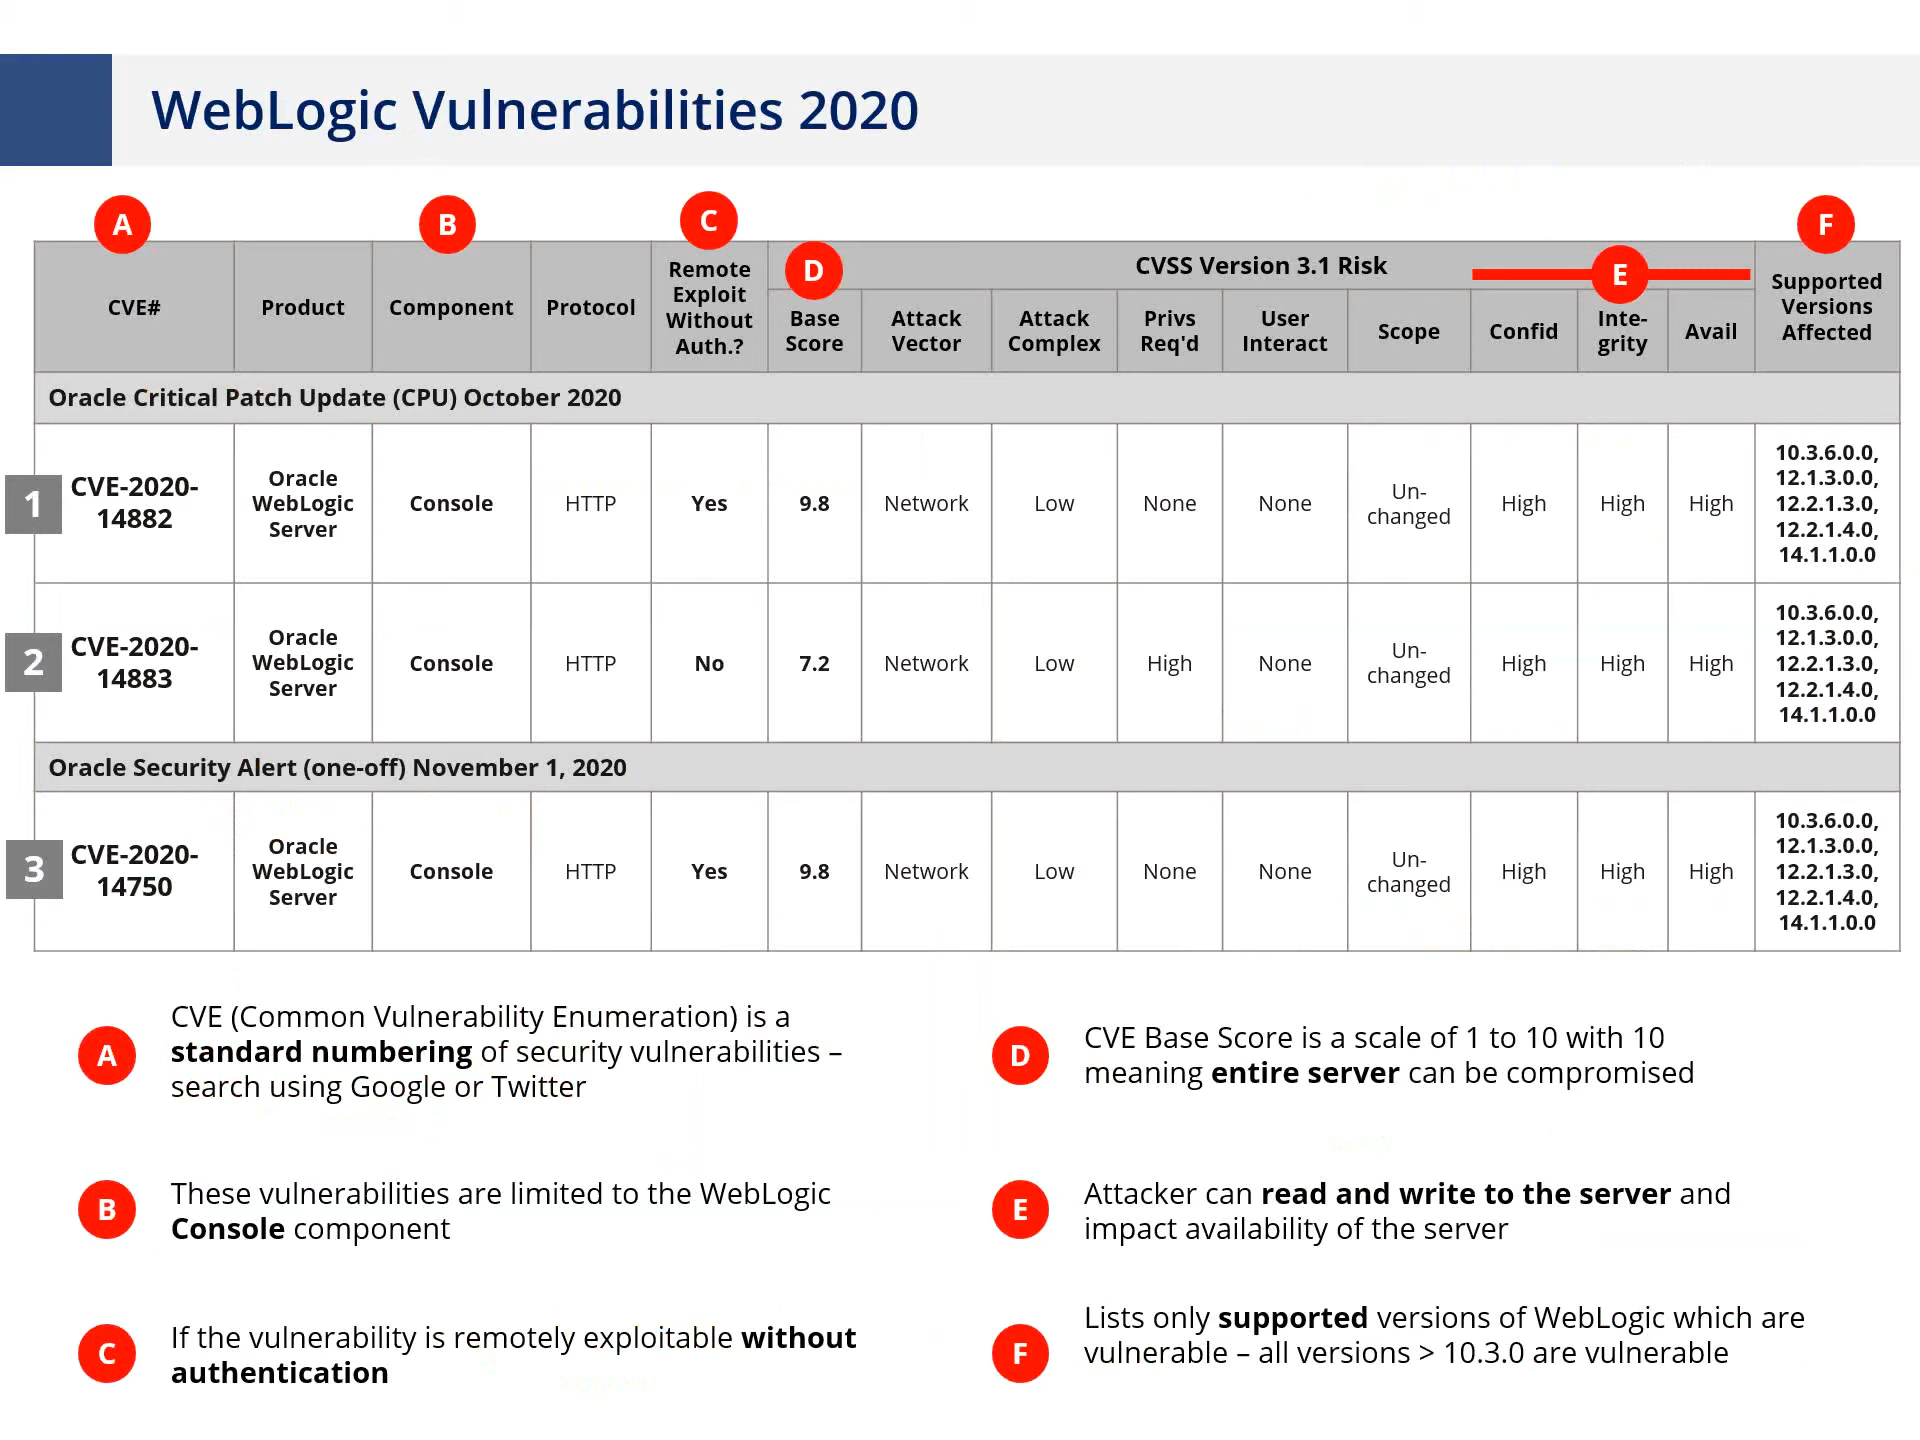 WebLogic Vulnerabilities 2020
A
B
C
D
E
F
CVE#
Product
Component
Protocol
Remote
Exploit
Without
Auth.?
CVSS Version 3.1 Risk
Base
Score
Attack
Vector
Attack
Complex
Privs
Req'd
User
Interact
Scope
Confid
Inte-
grity
Avail
Supported
Versions
Affected
Oracle Critical Patch Update (CPU) October 2020
1
CVE-2020-
14882
Oracle
WebLogic
Server
Console
HTTP
Yes
9.8
Network
Low
None
None
Un-
changed
High
High
High
10.3.6.0.0,
12.1.3.0.0,
12.2.1.3.0,
12.2.1.4.0,
14.1.1.0.0
2
CVE-2020-
14883
Oracle
WebLogic
Server
Console
HTTP
No
7.2
Network
Low
High
None
Un-
changed
High
High
High
10.3.6.0.0,
12.1.3.0.0,
12.2.1.3.0,
12.2.1.4.0,
14.1.1.0.0
Oracle Security Alert (one-off) November 1, 2020
3
CVE-2020-
14750
Oracle
WebLogic
Server
Console
HTTP
Yes
9.8
Network
Low
None
None
Un-
changed
High
High
High
10.3.6.0.0,
12.1.3.0.0,
12.2.1.3.0,
12.2.1.4.0,
14.1.1.0.0
A
CVE (Common Vulnerability Enumeration) is a
standard numbering of security vulnerabilities –
search using Google or Twitter
B
These vulnerabilities are limited to the WebLogic
Console component
C
If the vulnerability is remotely exploitable without
authentication
D
CVE Base Score is a scale of 1 to 10 with 10
meaning entire server can be compromised
E
Attacker can read and write to the server and
impact availability of the server
F
Lists only supported versions of WebLogic which are
vulnerable – all versions > 10.3.0 are vulnerable